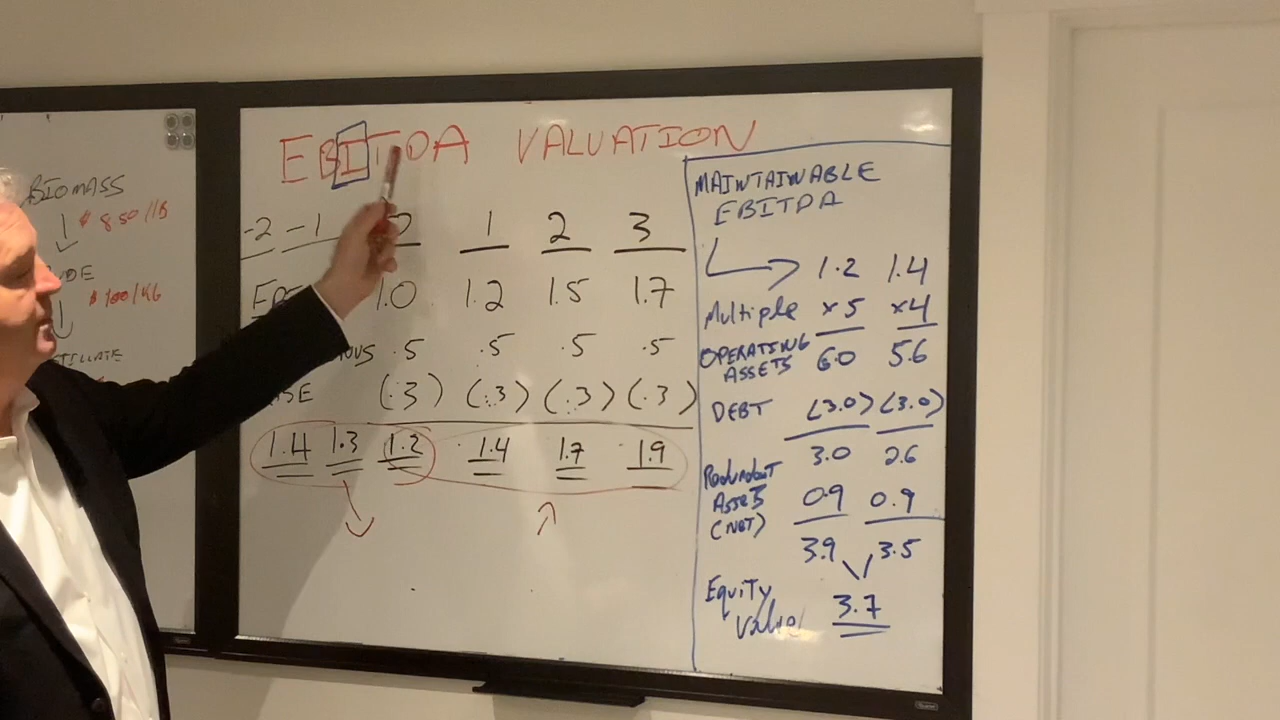 BIOMASS
$ 850/lb
$ 100/KG
EBITDA VALUATION
-2 -1 0 1 2 3
1.0 1.2 1.5 1.7
.5 .5 .5 .5
(.3) (.3) (.3) (.3)
1.4 1.3 1.2 1.4 1.7 1.9
MAINTAINABLE
EBITDA
1.2 1.4
Multiple x5 x4
OPERATING
ASSETS 6.0 5.6
DEBT (3.0) (3.0)
3.0 2.6
Redundant
Assets 0.9 0.9
(NET)
3.9 3.5
Equity
Value 3.7